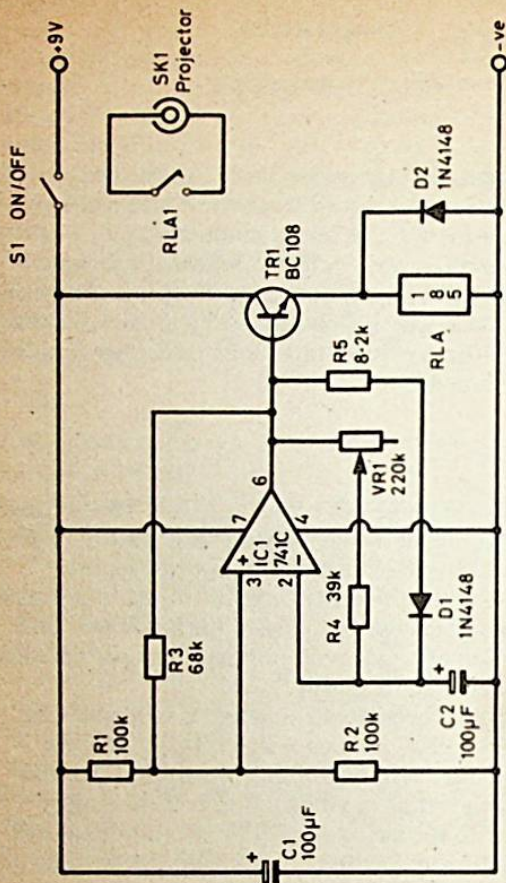 S1 ON/OFF
+9V
SK1
Projector
RLA1
TR1
BC108
D2
1N4148
R5
8·2k
1
8
5
RLA
R3
68k
6
7
+
3
IC1
741C
2
-
4
VR1
220k
R4
39k
D1
1N4148
R1
100k
R2
100k
+
C2
100µF
+
C1
100µF
-ve